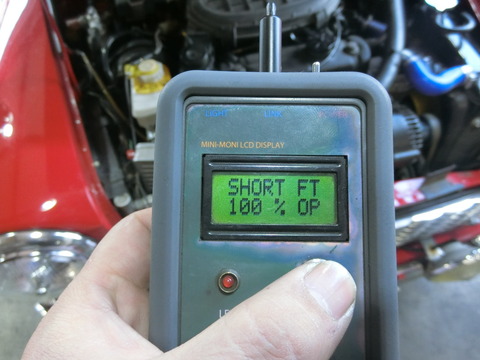 MINI-MONI LCD DISPLAY
SHORT FT
100 % OP